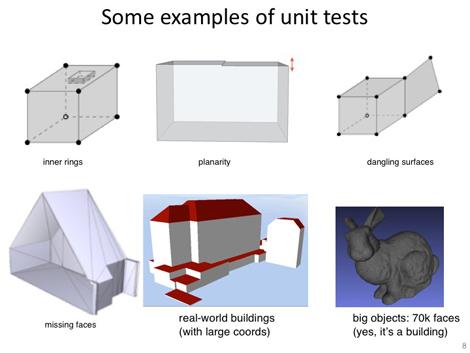 Some examples of unit tests
inner rings
planarity
dangling surfaces
missing faces
real-world buildings
(with large coords)
big objects: 70k faces
(yes, it's a building)
8